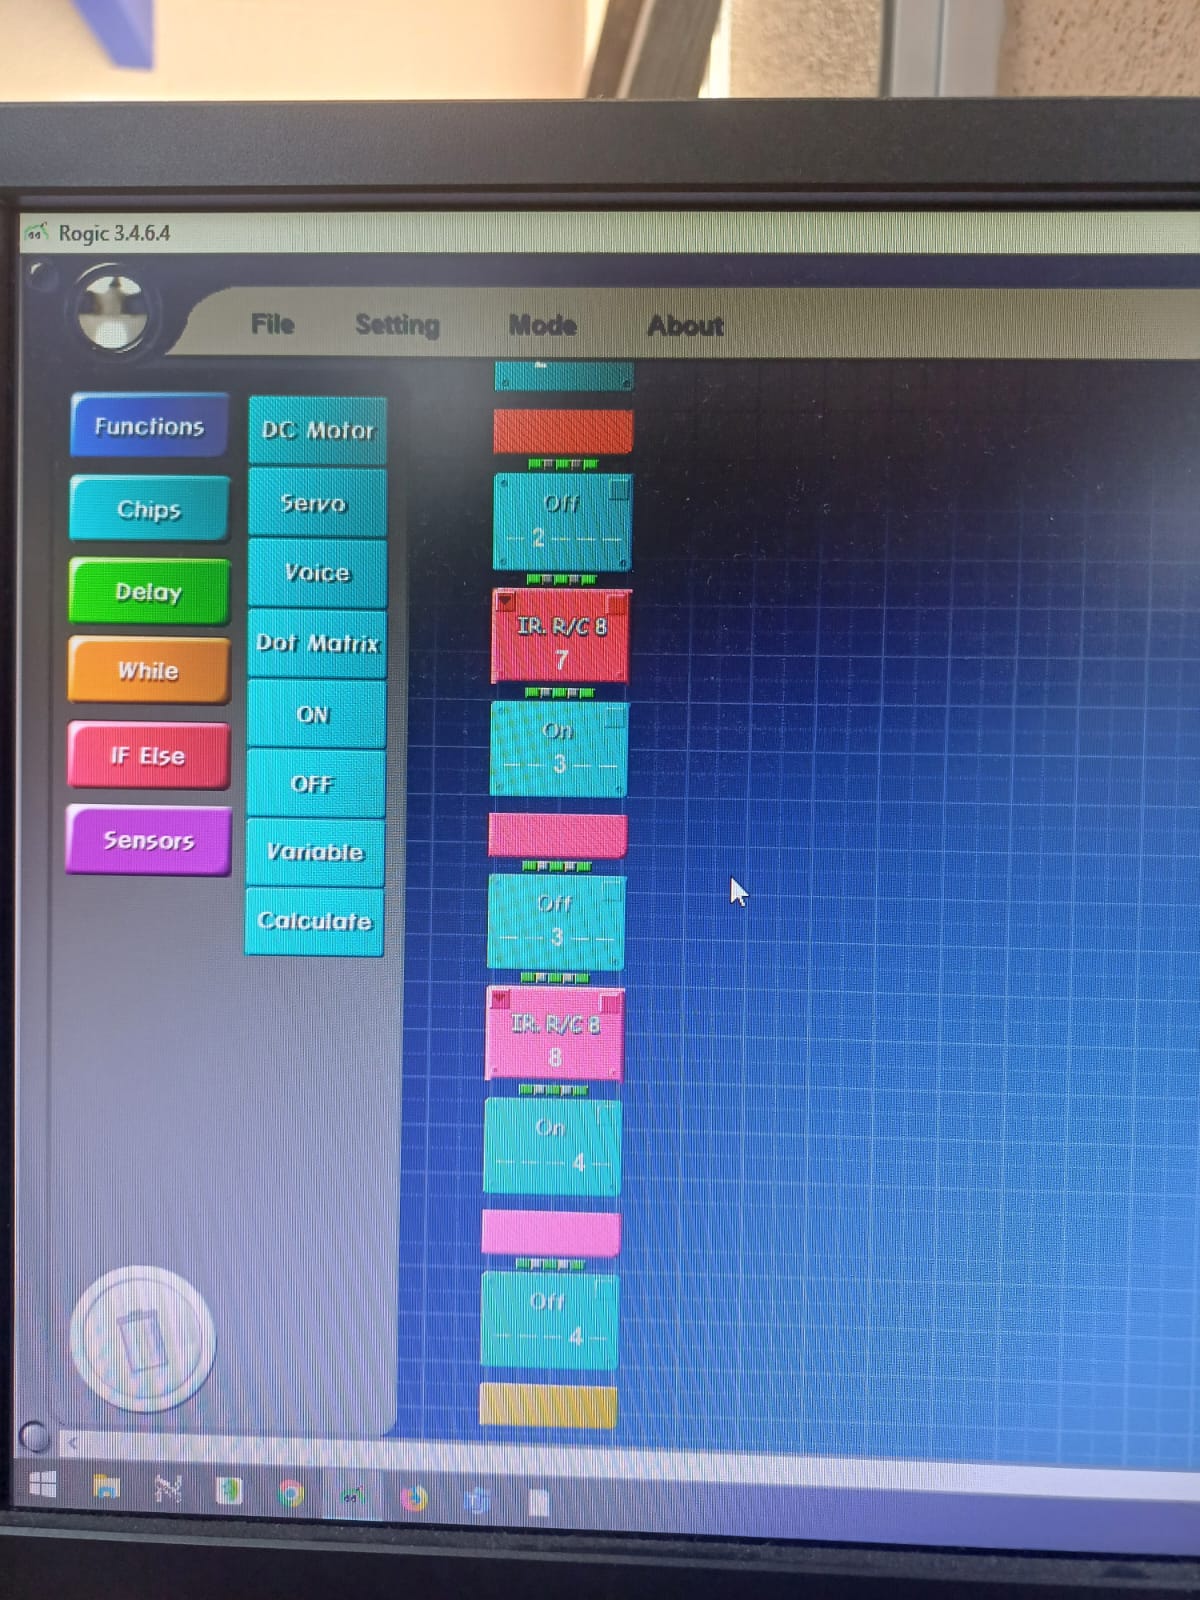 Rogic 3.4.6.4
File Setting Mode About
Functions
Chips
Delay
While
IF Else
Sensors
DC Motor
Servo
Voice
Dot Matrix
ON
OFF
Variable
Calculate
Off
— 2 — — — —
IR. R/C 8
7
On
— — 3 — —
Off
— — 3 — —
IR. R/C 8
8
On
— — — — 4 —
Off
— — — — 4 —